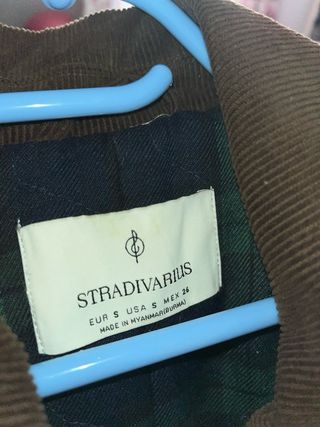 STRADIVARIUS
EUR S USA S MEX 26
MADE IN MYANMAR(BURMA)